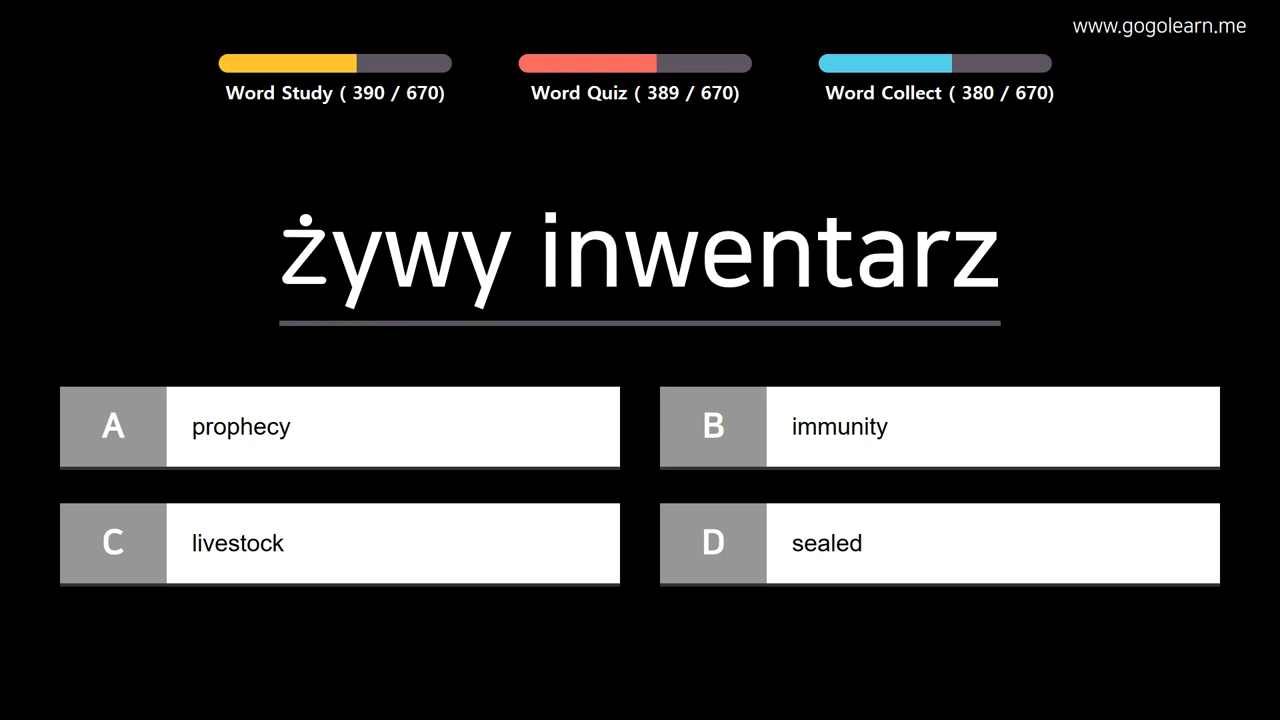 www.gogolearn.me
Word Study ( 390 / 670)
Word Quiz ( 389 / 670)
Word Collect ( 380 / 670)
żywy inwentarz
A prophecy
B immunity
C livestock
D sealed